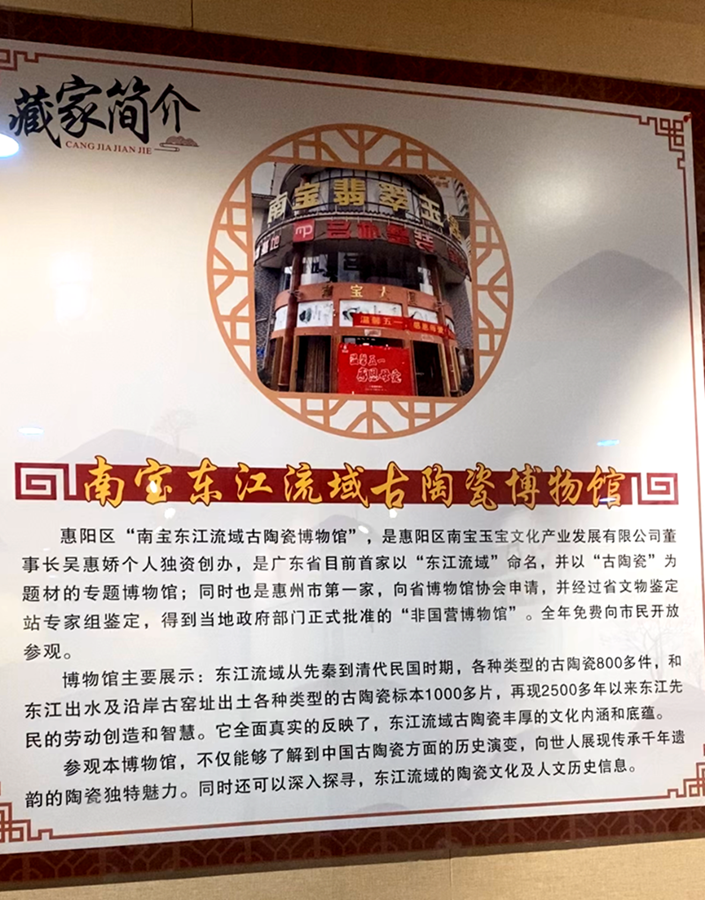 藏家简介
CANG JIA JIAN JIE
南宝翡翠玉
宝
温馨五一
南宝东江流域古陶瓷博物馆
惠阳区“南宝东江流域古陶瓷博物馆”，是惠阳区南宝玉宝文化产业发展有限公司董
事长吴惠娇个人独资创办，是广东省目前首家以“东江流域”命名，并以“古陶瓷”为
题材的专题博物馆；同时也是惠州市第一家，向省博物馆协会申请，并经过省文物鉴定
站专家组鉴定，得到当地政府部门正式批准的“非国营博物馆”。全年免费向市民开放
参观。
博物馆主要展示：东江流域从先秦到清代民国时期，各种类型的古陶瓷800多件，和
东江出水及沿岸古窑址出土各种类型的古陶瓷标本1000多片，再现2500多年以来东江先
民的劳动创造和智慧。它全面真实的反映了，东江流域古陶瓷丰厚的文化内涵和底蕴。
参观本博物馆，不仅能够了解到中国古陶瓷方面的历史演变，向世人展现传承千年遗
韵的陶瓷独特魅力。同时还可以深入探寻，东江流域的陶瓷文化及人文历史信息。